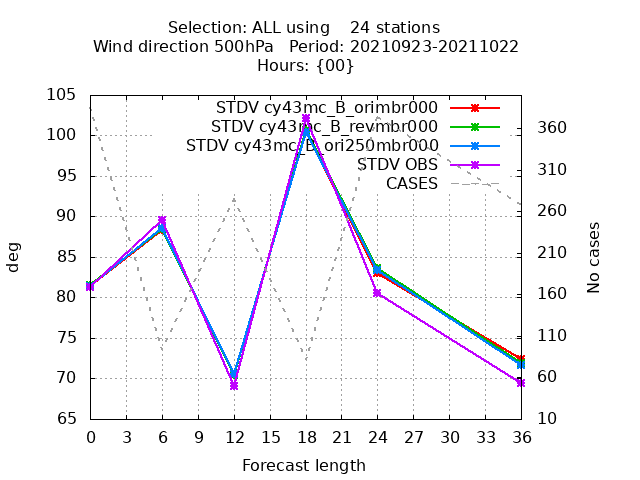 Selection: ALL using 24 stations
Wind direction 500hPa Period: 20210923-20211022
Hours: {00}
STDV cy43mc_B_orimbr000
STDV cy43mc_B_revmbr000
STDV cy43mc_B_ori250mbr000
STDV OBS
CASES
105
100
95
90
85
80
75
70
65
deg
360
310
260
210
160
110
60
10
No cases
0 3 6 9 12 15 18 21 24 27 30 33 36
Forecast length